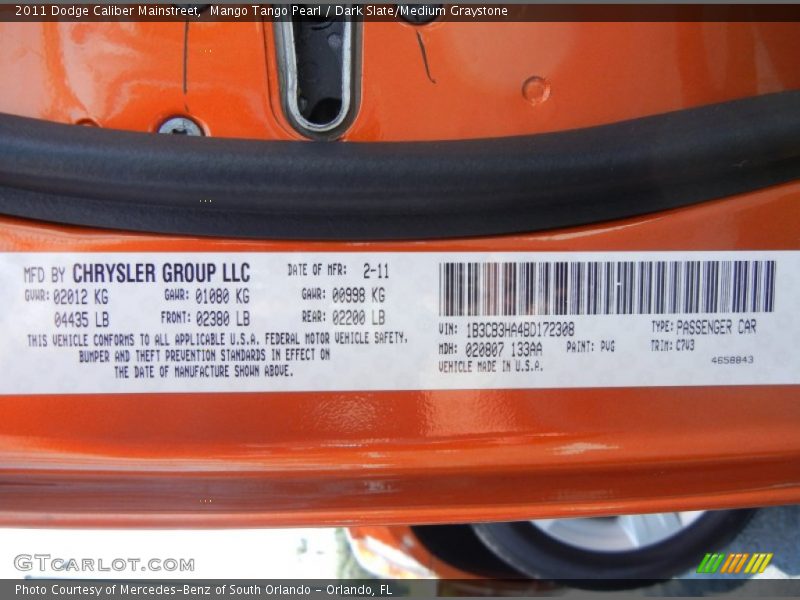 2011 Dodge Caliber Mainstreet,  Mango Tango Pearl / Dark Slate/Medium Graystone
MFD BY CHRYSLER GROUP LLC
DATE OF MFR: 2-11
GVWR: 02012 KG
GAWR: 01080 KG
GAWR: 00998 KG
04435 LB
FRONT: 02380 LB
REAR: 02200 LB
THIS VEHICLE CONFORMS TO ALL APPLICABLE U.S.A. FEDERAL MOTOR VEHICLE SAFETY,
BUMPER AND THEFT PREVENTION STANDARDS IN EFFECT ON
THE DATE OF MANUFACTURE SHOWN ABOVE.
VIN: 1B3CB3HA4BD172308
TYPE: PASSENGER CAR
MDH: 020807 133AA
PAINT: PVG
TRIM: C7V3
VEHICLE MADE IN U.S.A.
4658843
GTCARLOT.COM
Photo Courtesy of Mercedes-Benz of South Orlando - Orlando, FL